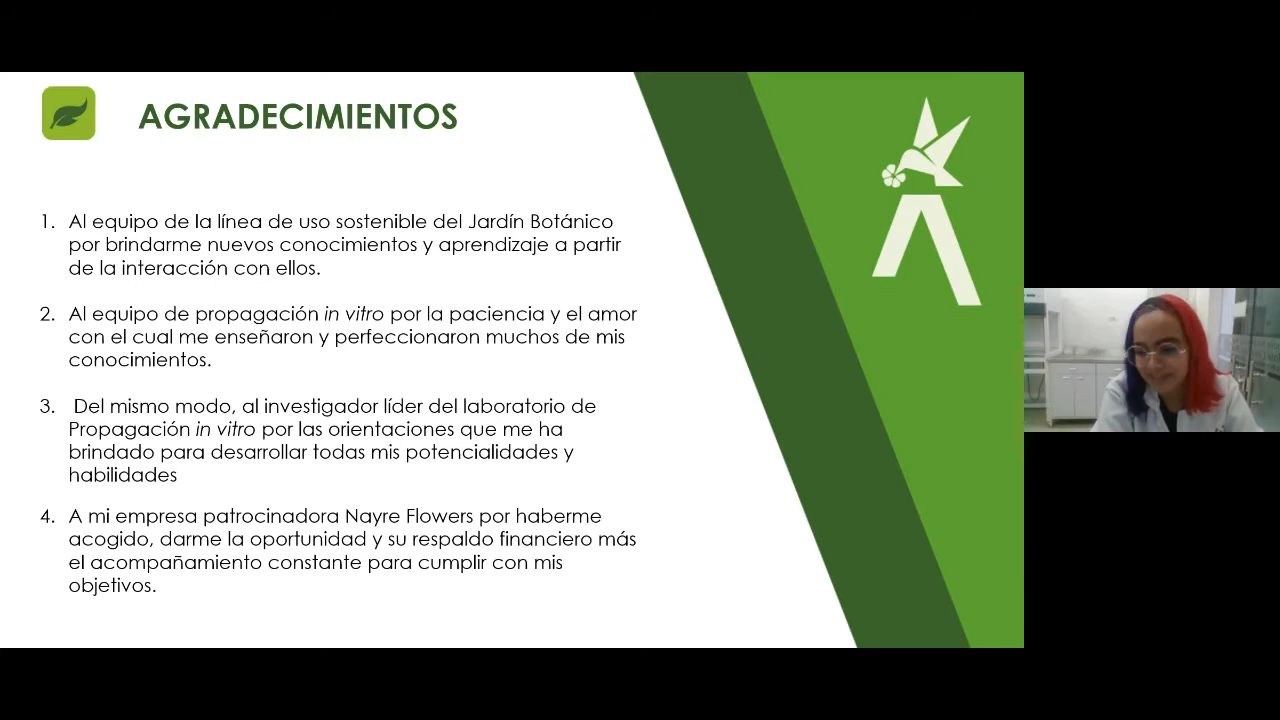 AGRADECIMIENTOS
1. Al equipo de la línea de uso sostenible del Jardín Botánico
por brindarme nuevos conocimientos y aprendizaje a partir
de la interacción con ellos.
2. Al equipo de propagación in vitro por la paciencia y el amor
con el cual me enseñaron y perfeccionaron muchos de mis
conocimientos.
3. Del mismo modo, al investigador líder del laboratorio de
Propagación in vitro por las orientaciones que me ha
brindado para desarrollar todas mis potencialidades y
habilidades
4. A mi empresa patrocinadora Nayre Flowers por haberme
acogido, darme la oportunidad y su respaldo financiero más
el acompañamiento constante para cumplir con mis
objetivos.